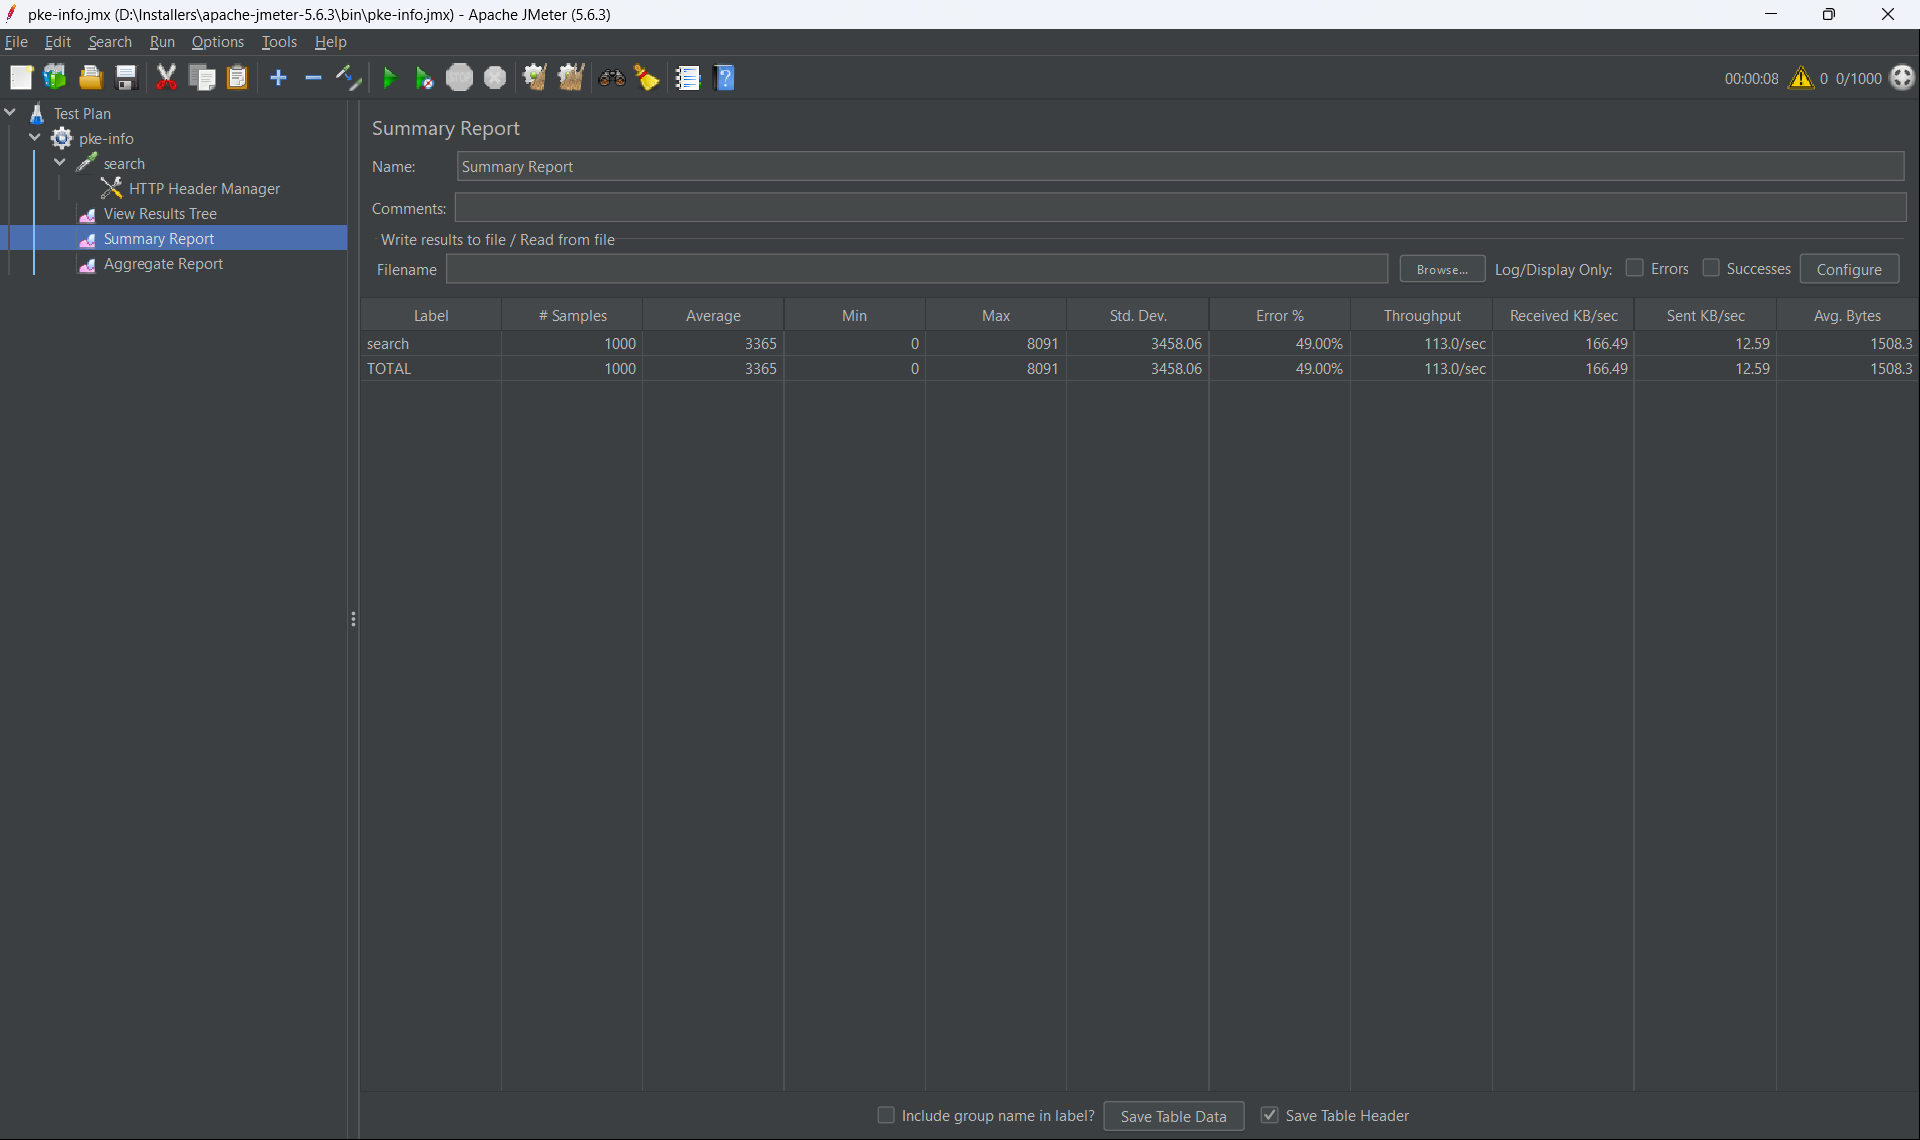 pke-info.jmx (D:\Installers\apache-jmeter-5.6.3\bin\pke-info.jmx) - Apache JMeter (5.6.3)
File Edit Search Run Options Tools Help
STOP
00:00:08 0 0/1000
Test Plan
pke-info
search
HTTP Header Manager
View Results Tree
Summary Report
Aggregate Report
Summary Report
Name: Summary Report
Comments:
Write results to file / Read from file
Filename Browse... Log/Display Only: Errors Successes Configure
Label # Samples Average Min Max Std. Dev. Error % Throughput Received KB/sec Sent KB/sec Avg. Bytes
search 1000 3365 0 8091 3458.06 49.00% 113.0/sec 166.49 12.59 1508.3
TOTAL 1000 3365 0 8091 3458.06 49.00% 113.0/sec 166.49 12.59 1508.3
Include group name in label? Save Table Data Save Table Header